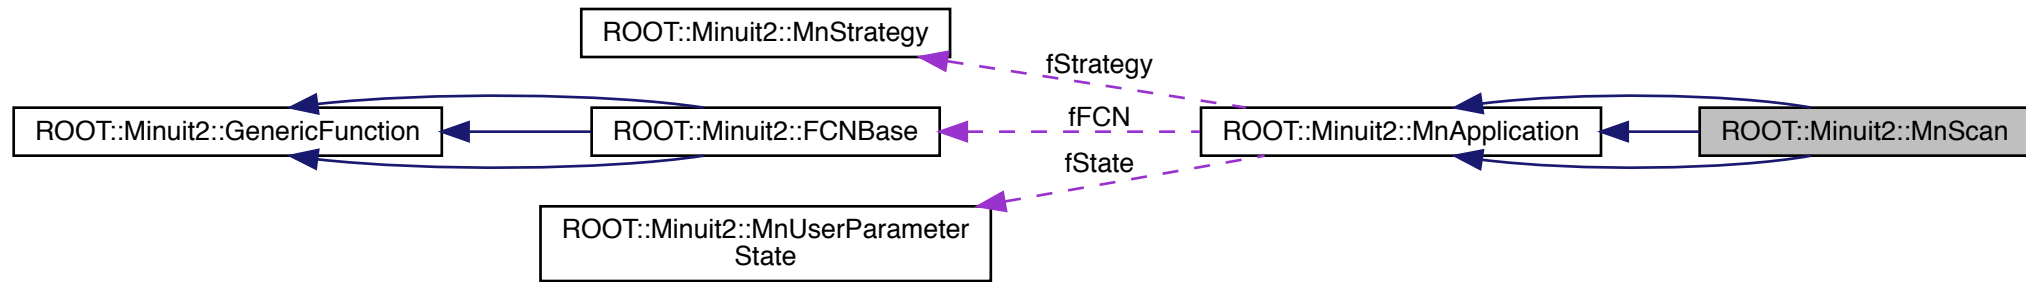 ROOT::Minuit2::MnStrategy
fStrategy
ROOT::Minuit2::GenericFunction
ROOT::Minuit2::FCNBase
fFCN
ROOT::Minuit2::MnApplication
ROOT::Minuit2::MnScan
fState
ROOT::Minuit2::MnUserParameter
State